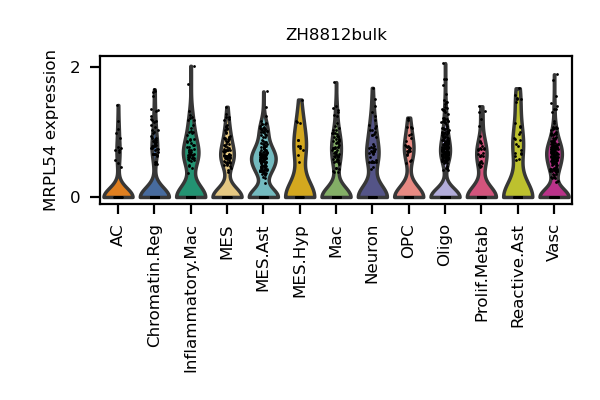 ZH8812bulk
MRPL54 expression
2
0
AC
Chromatin.Reg
Inflammatory.Mac
MES
MES.Ast
MES.Hyp
Mac
Neuron
OPC
Oligo
Prolif.Metab
Reactive.Ast
Vasc